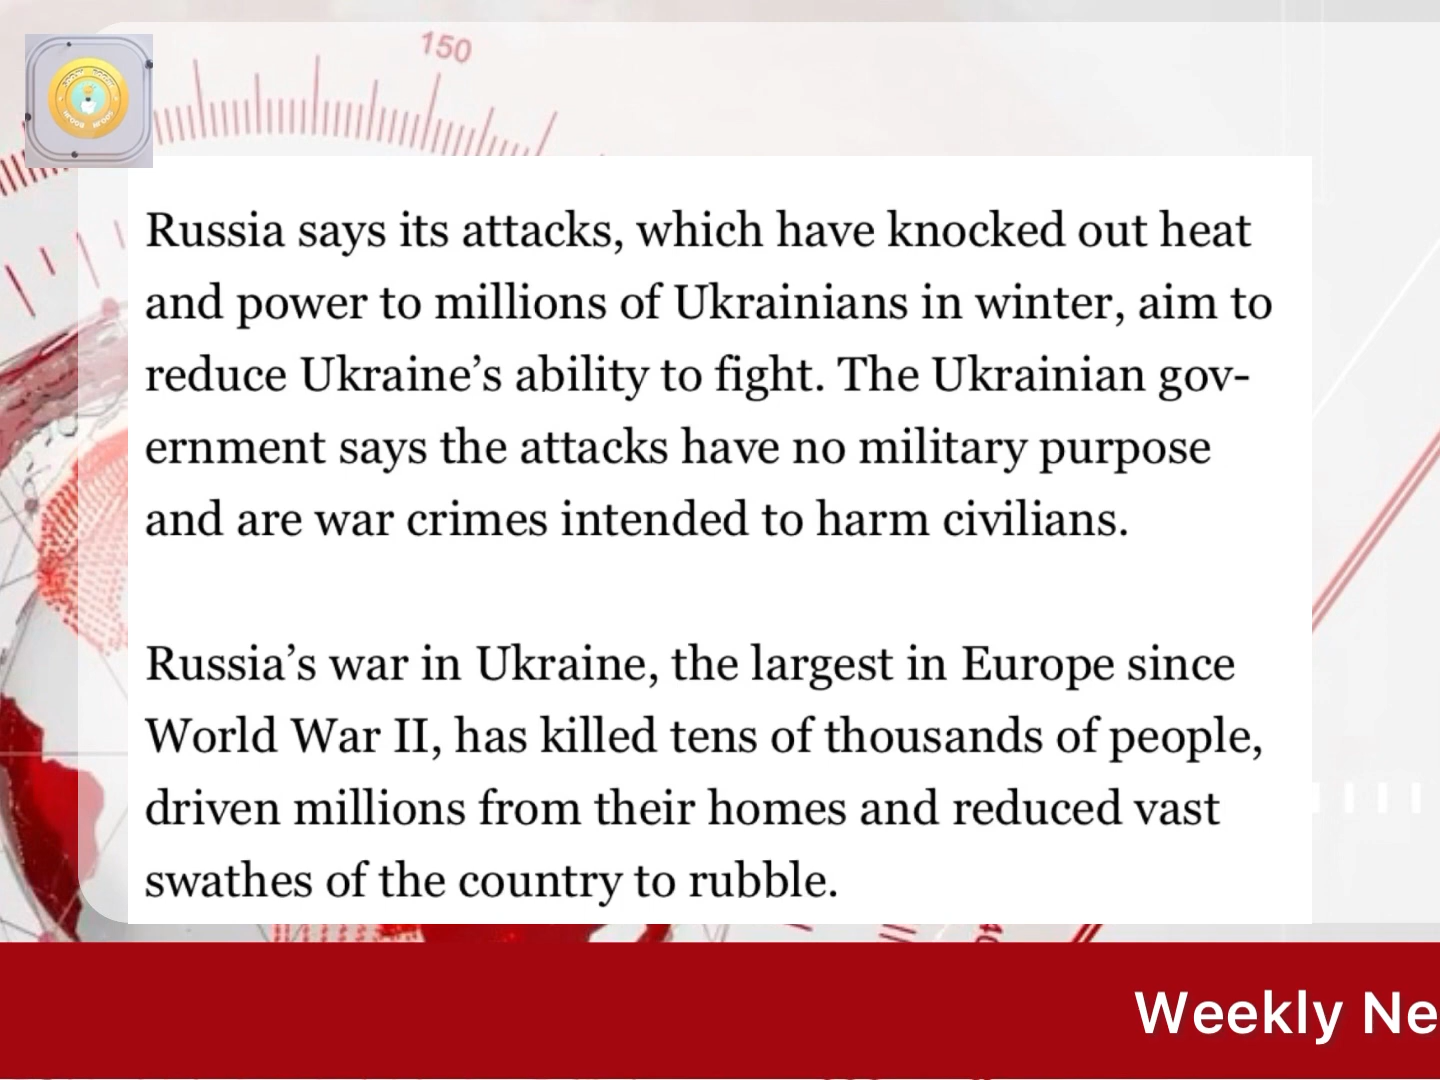 150
Russia says its attacks, which have knocked out heat
and power to millions of Ukrainians in winter, aim to
reduce Ukraine’s ability to fight. The Ukrainian gov-
ernment says the attacks have no military purpose
and are war crimes intended to harm civilians.
Russia’s war in Ukraine, the largest in Europe since
World War II, has killed tens of thousands of people,
driven millions from their homes and reduced vast
swathes of the country to rubble.
Weekly Ne